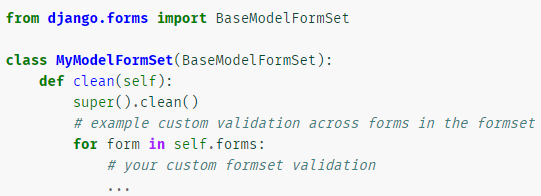 from django.forms import BaseModelFormSet
class MyModelFormSet(BaseModelFormSet):
    def clean(self):
        super().clean()
        # example custom validation across forms in the formset
        for form in self.forms:
            # your custom formset validation
            ...